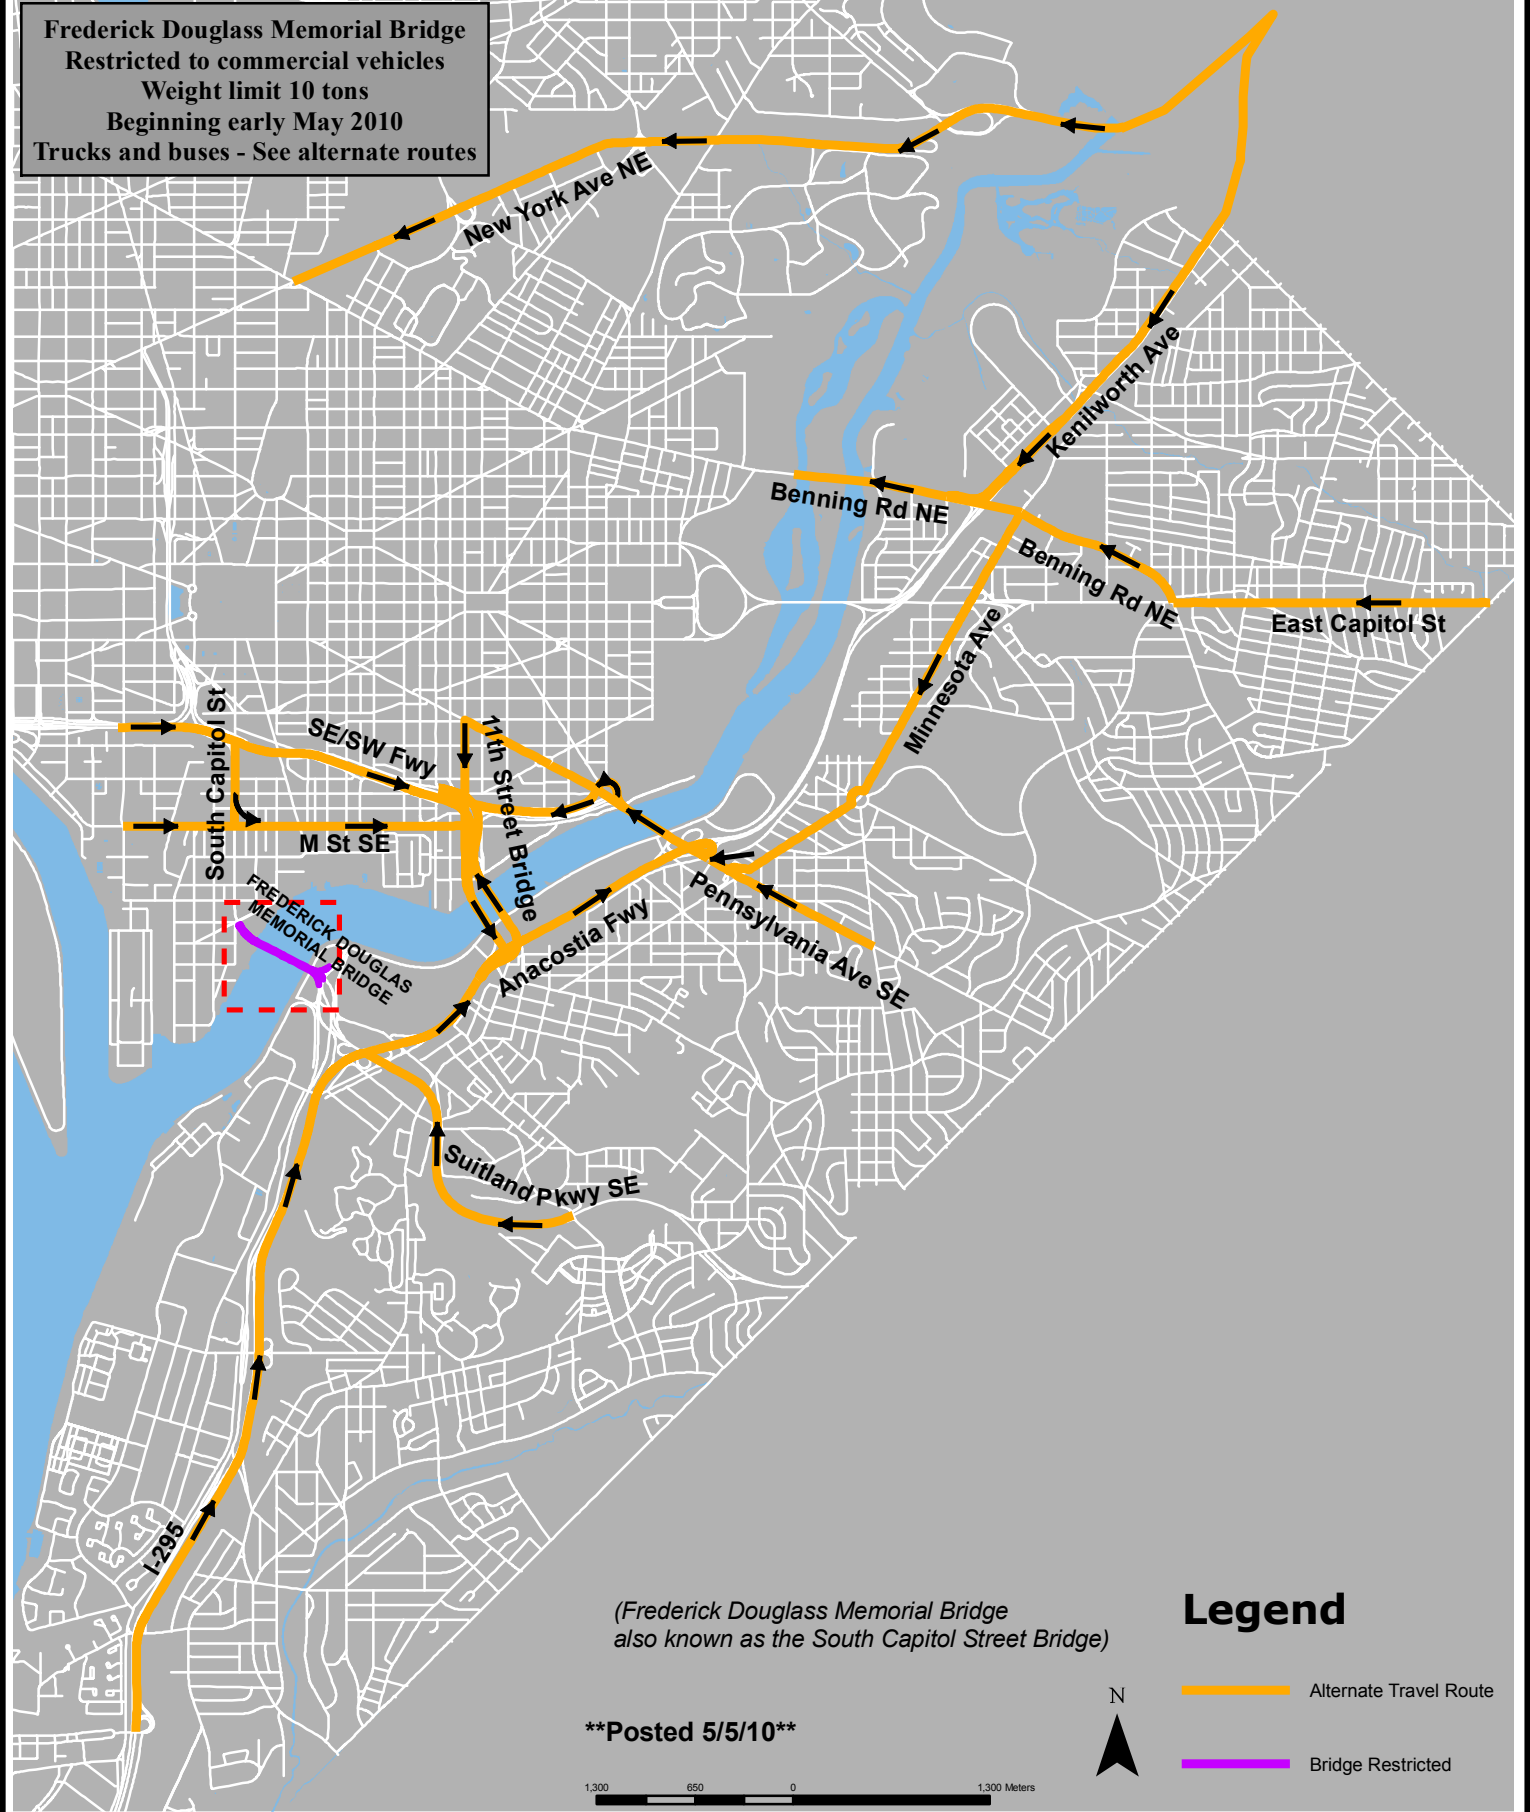 Frederick Douglass Memorial Bridge
Restricted to commercial vehicles
Weight limit 10 tons
Beginning early May 2010
Trucks and buses - See alternate routes
New York Ave NE
Kenilworth Ave
Benning Rd NE
Benning Rd NE
East Capitol St
Minnesota Ave
South Capitol St
SE/SW Fwy
11th Street Bridge
M St SE
FREDERICK DOUGLAS
MEMORIAL BRIDGE
Anacostia Fwy
Pennsylvania Ave SE
Suitland Pkwy SE
I-295
(Frederick Douglass Memorial Bridge
also known as the South Capitol Street Bridge)
**Posted 5/5/10**
Legend
N
Alternate Travel Route
Bridge Restricted
1,300 650 0 1,300 Meters